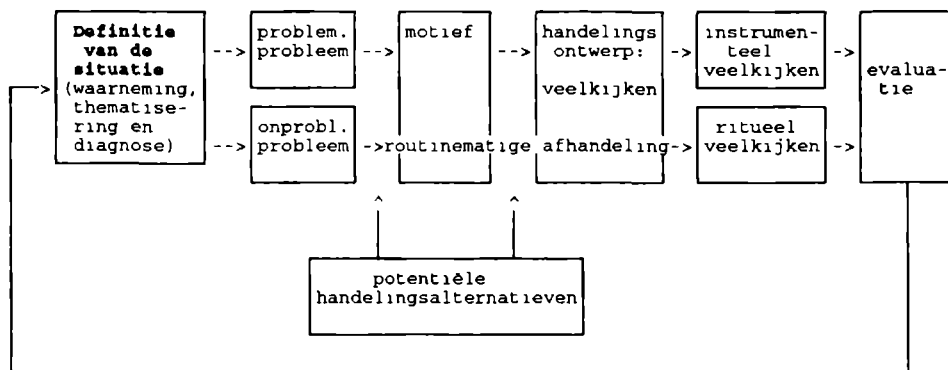 Definitie
van de
situatie
(waarneming,
thematise-
ring en
diagnose)
problem.
probleem
onprobl.
probleem
motief
routinematige afhandeling
handelings
ontwerp:
veelkijken
instrumen-
teel
veelkijken
ritueel
veelkijken
evalua-
tie
potentiële
handelingsalternatieven